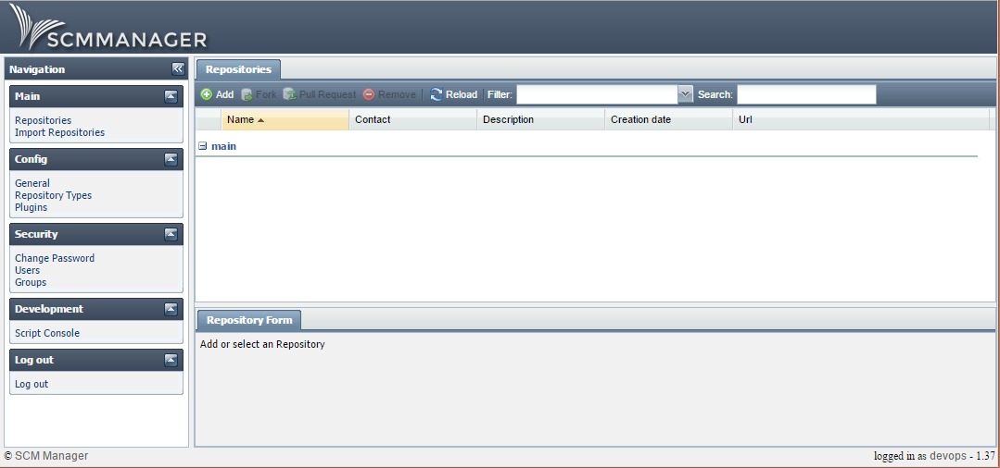 SCMMANAGER
Navigation
Main
Repositories
Import Repositories
Config
General
Repository Types
Plugins
Security
Change Password
Users
Groups
Development
Script Console
Log out
Log out
Repositories
Add Fork Pull Request Remove Reload Filter: Search:
Name Contact Description Creation date Url
main
Repository Form
Add or select an Repository
© SCM Manager
logged in as devops - 1.37